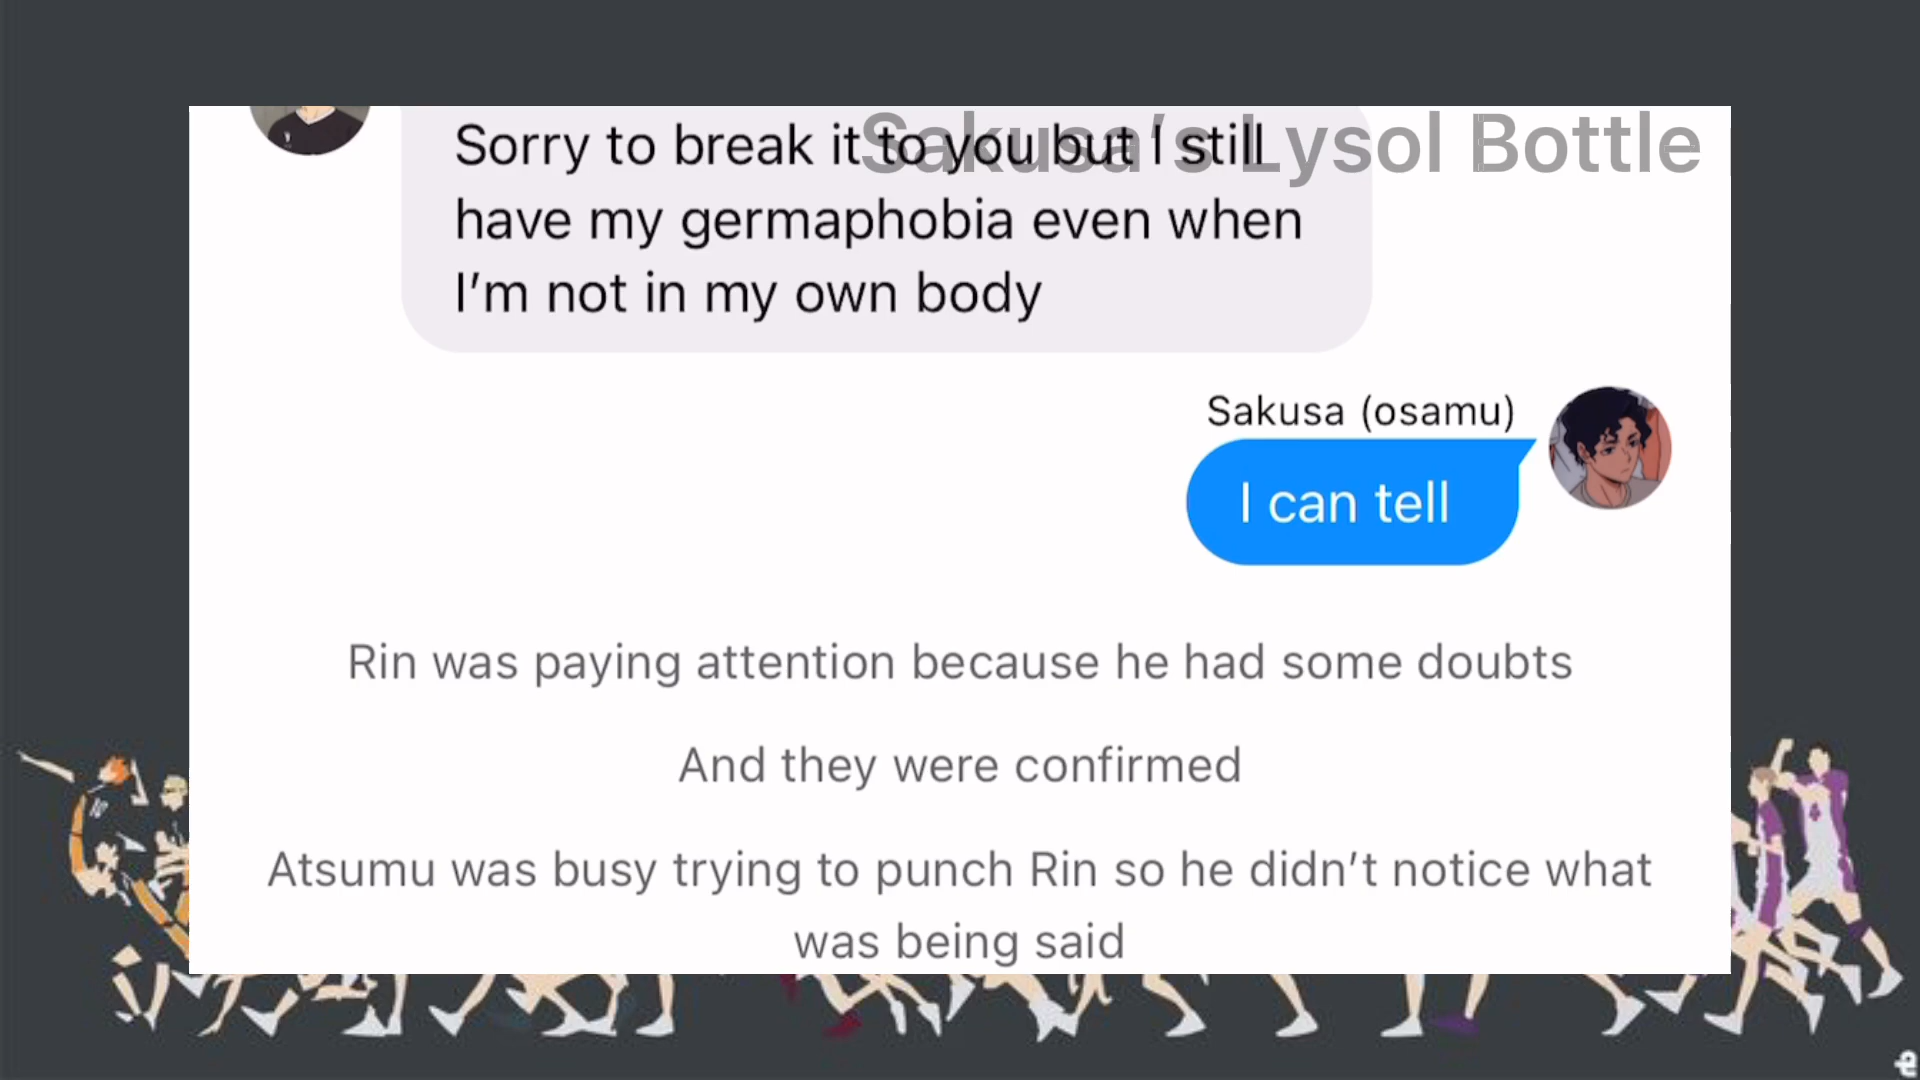 Sakusa's Lysol Bottle
Sorry to break it to you but I still
have my germaphobia even when
I'm not in my own body
Sakusa (osamu)
I can tell
Rin was paying attention because he had some doubts
And they were confirmed
Atsumu was busy trying to punch Rin so he didn't notice what
was being said